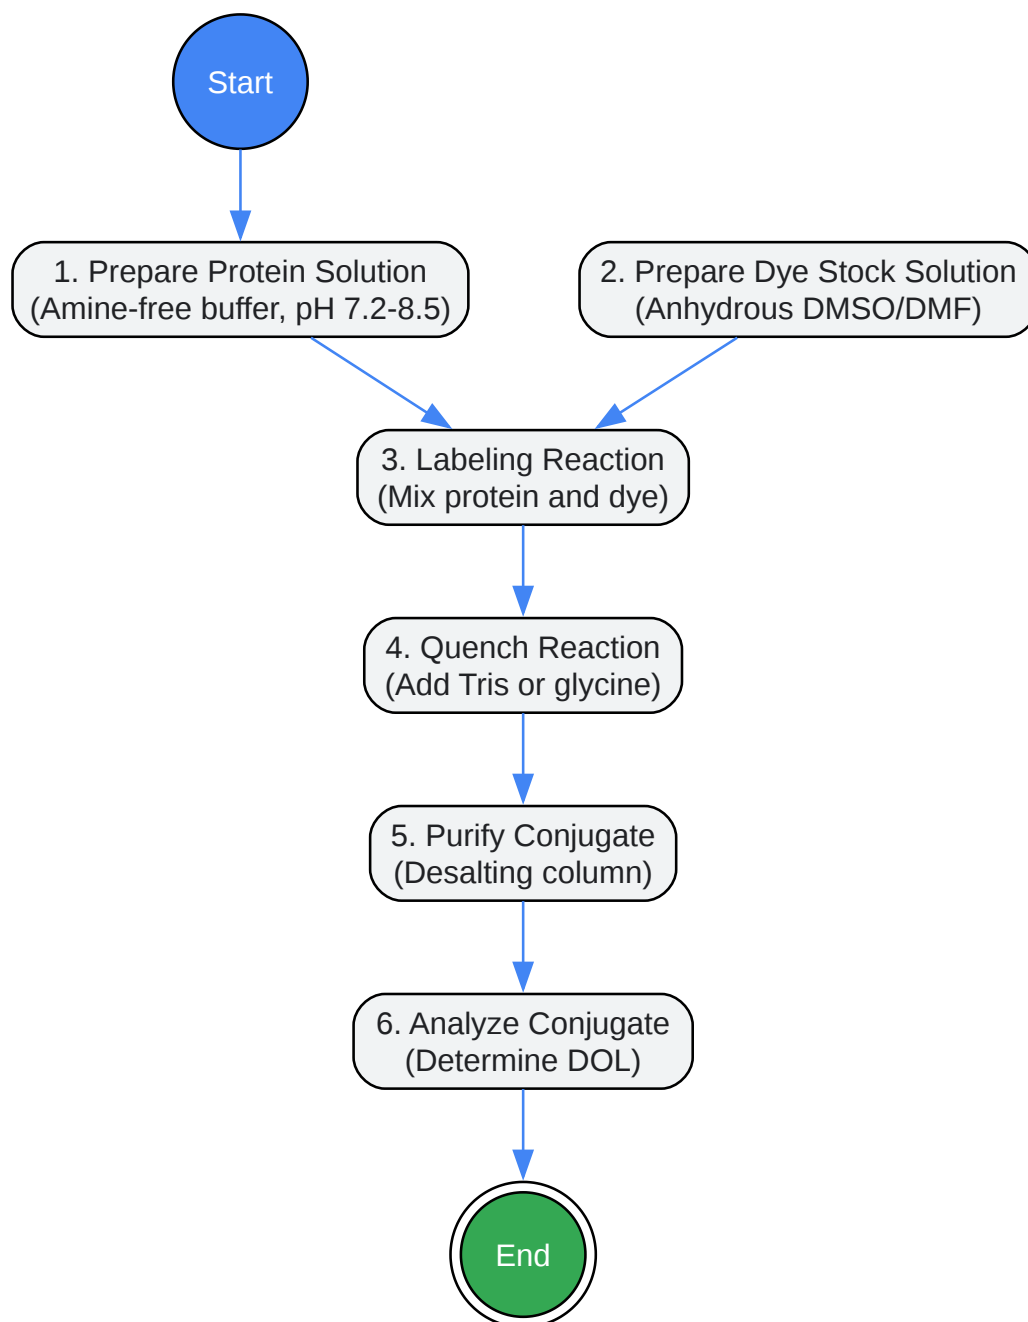 Start
1. Prepare Protein Solution
(Amine-free buffer, pH 7.2-8.5)
2. Prepare Dye Stock Solution
(Anhydrous DMSO/DMF)
3. Labeling Reaction
(Mix protein and dye)
4. Quench Reaction
(Add Tris or glycine)
5. Purify Conjugate
(Desalting column)
6. Analyze Conjugate
(Determine DOL)
End